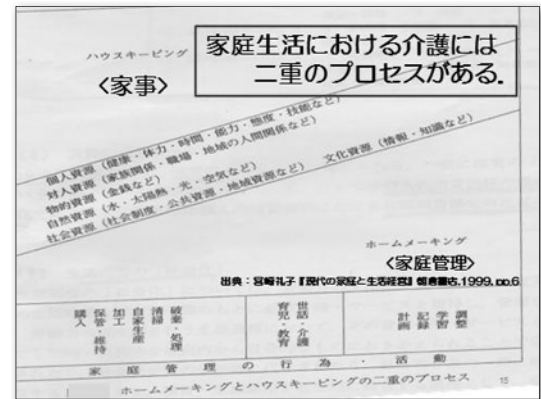 家庭生活における介護には
二重のプロセスがある.
ハウスキーピング
〈家事〉
個人資源(健康・体力・時間・能力・態度・技能など)
対人資源(家族関係・職場・地域の人間関係など)
物的資源(金銭など)
文化資源(情報・知識など)
自然資源(水・太陽熱・光・空気など)
社会資源(社会制度・公共資源・地域資源など)
ホームメーキング
〈家庭管理〉
出典:宮崎礼子『現代の家庭と生活経営』朝倉書店.1999.pp.6
購入
保管・維持
加工
自家生産
清掃
破棄・処理
育児・教育
世話・介護
計画
記録
学習
調整
家庭管理の行為・活動
ホームメーキングとハウスキーピングの二重のプロセス
15